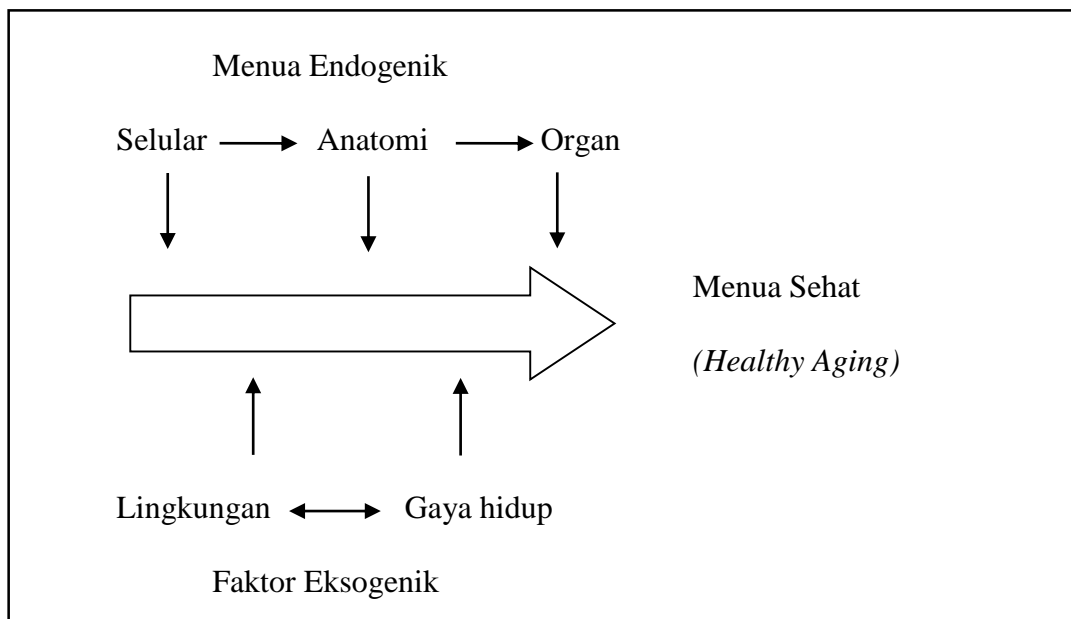 Menua Endogenik
Selular Anatomi Organ
Menua Sehat
(Healthy Aging)
Lingkungan Gaya hidup
Faktor Eksogenik